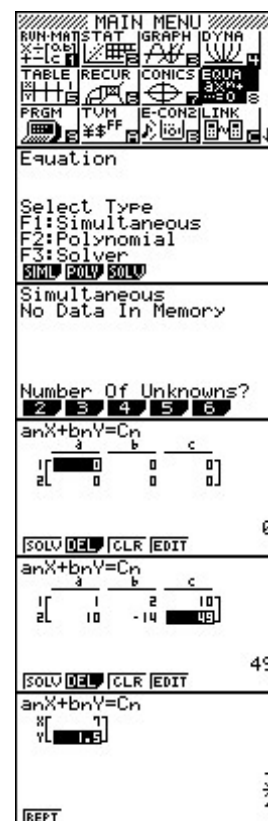 MAIN MENU
RUN·MAT STAT GRAPH DYNA
TABLE RECUR CONICS EQUA
PRGM TVM E-CON2 LINK
Equation
Select Type
F1:Simultaneous
F2:Polynomial
F3:Solver
SIML POLY SOLV
Simultaneous
No Data In Memory
Number Of Unknowns?
2 3 4 5 6
anX+bnY=Cn
a b c
1[ 0 0 0]
2[ 0 0 0]
SOLV DEL CLR EDIT
anX+bnY=Cn
a b c
1[ 1 2 10]
2[ 10 -14 49]
49
SOLV DEL CLR EDIT
anX+bnY=Cn
X[ 7]
Y[ 1.5]
REPT